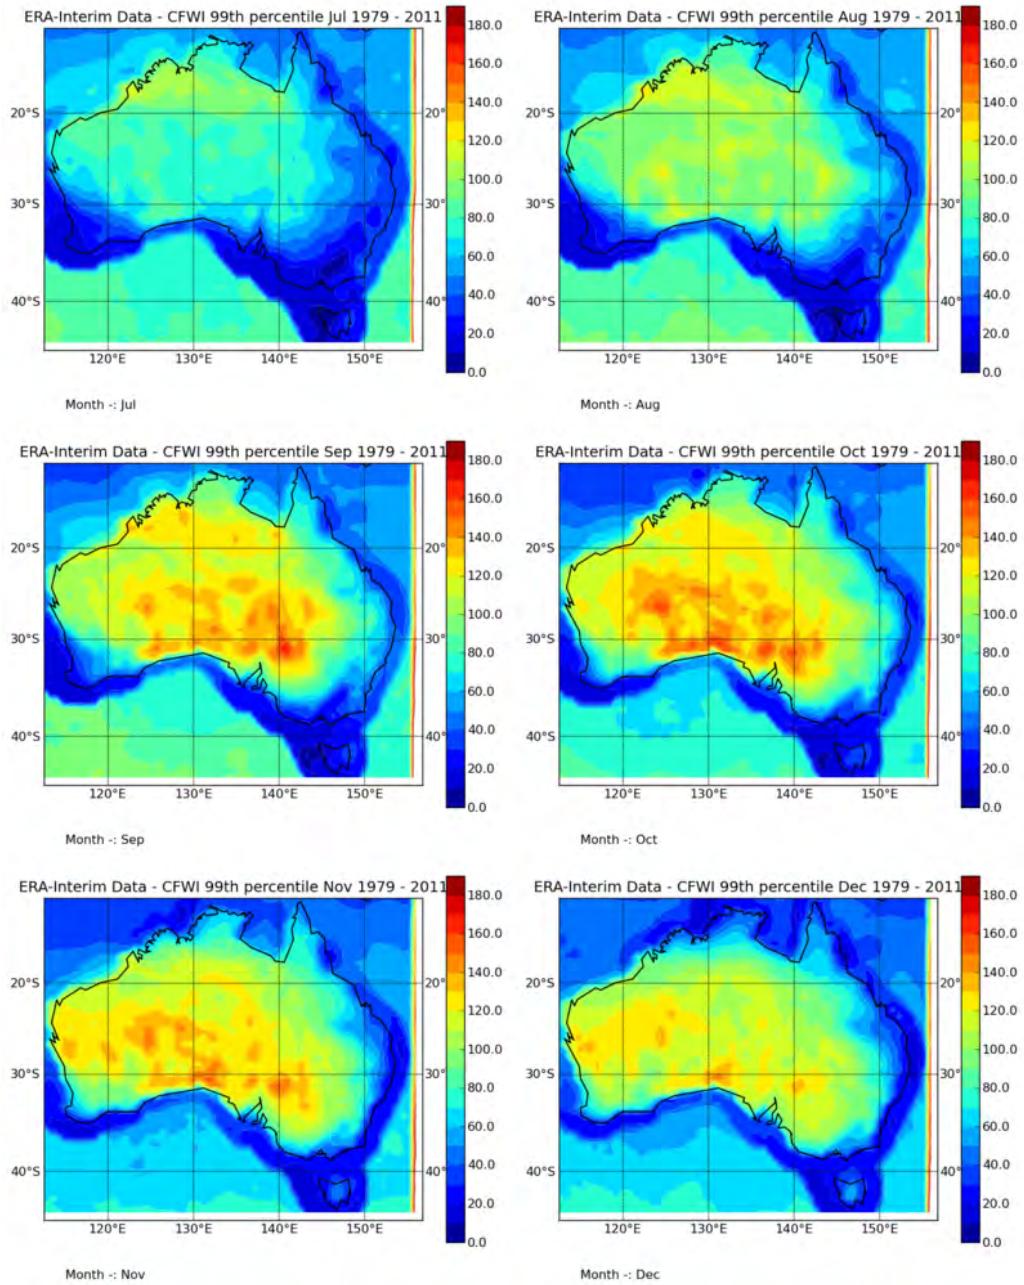 ERA-Interim Data - CFWI 99th percentile Jul 1979 - 2011
180.0
160.0
140.0
120.0
100.0
80.0
60.0
40.0
20.0
0.0
20°S
30°S
40°S
20°
30°
40°
120°E
130°E
140°E
150°E
Month -: Jul
ERA-Interim Data - CFWI 99th percentile Aug 1979 - 2011
180.0
160.0
140.0
120.0
100.0
80.0
60.0
40.0
20.0
0.0
20°S
30°S
40°S
20°
30°
40°
120°E
130°E
140°E
150°E
Month -: Aug
ERA-Interim Data - CFWI 99th percentile Sep 1979 - 2011
180.0
160.0
140.0
120.0
100.0
80.0
60.0
40.0
20.0
0.0
20°S
30°S
40°S
20°
30°
40°
120°E
130°E
140°E
150°E
Month -: Sep
ERA-Interim Data - CFWI 99th percentile Oct 1979 - 2011
180.0
160.0
140.0
120.0
100.0
80.0
60.0
40.0
20.0
0.0
20°S
30°S
40°S
20°
30°
40°
120°E
130°E
140°E
150°E
Month -: Oct
ERA-Interim Data - CFWI 99th percentile Nov 1979 - 2011
180.0
160.0
140.0
120.0
100.0
80.0
60.0
40.0
20.0
0.0
20°S
30°S
40°S
20°
30°
40°
120°E
130°E
140°E
150°E
Month -: Nov
ERA-Interim Data - CFWI 99th percentile Dec 1979 - 2011
180.0
160.0
140.0
120.0
100.0
80.0
60.0
40.0
20.0
0.0
20°S
30°S
40°S
20°
30°
40°
120°E
130°E
140°E
150°E
Month -: Dec